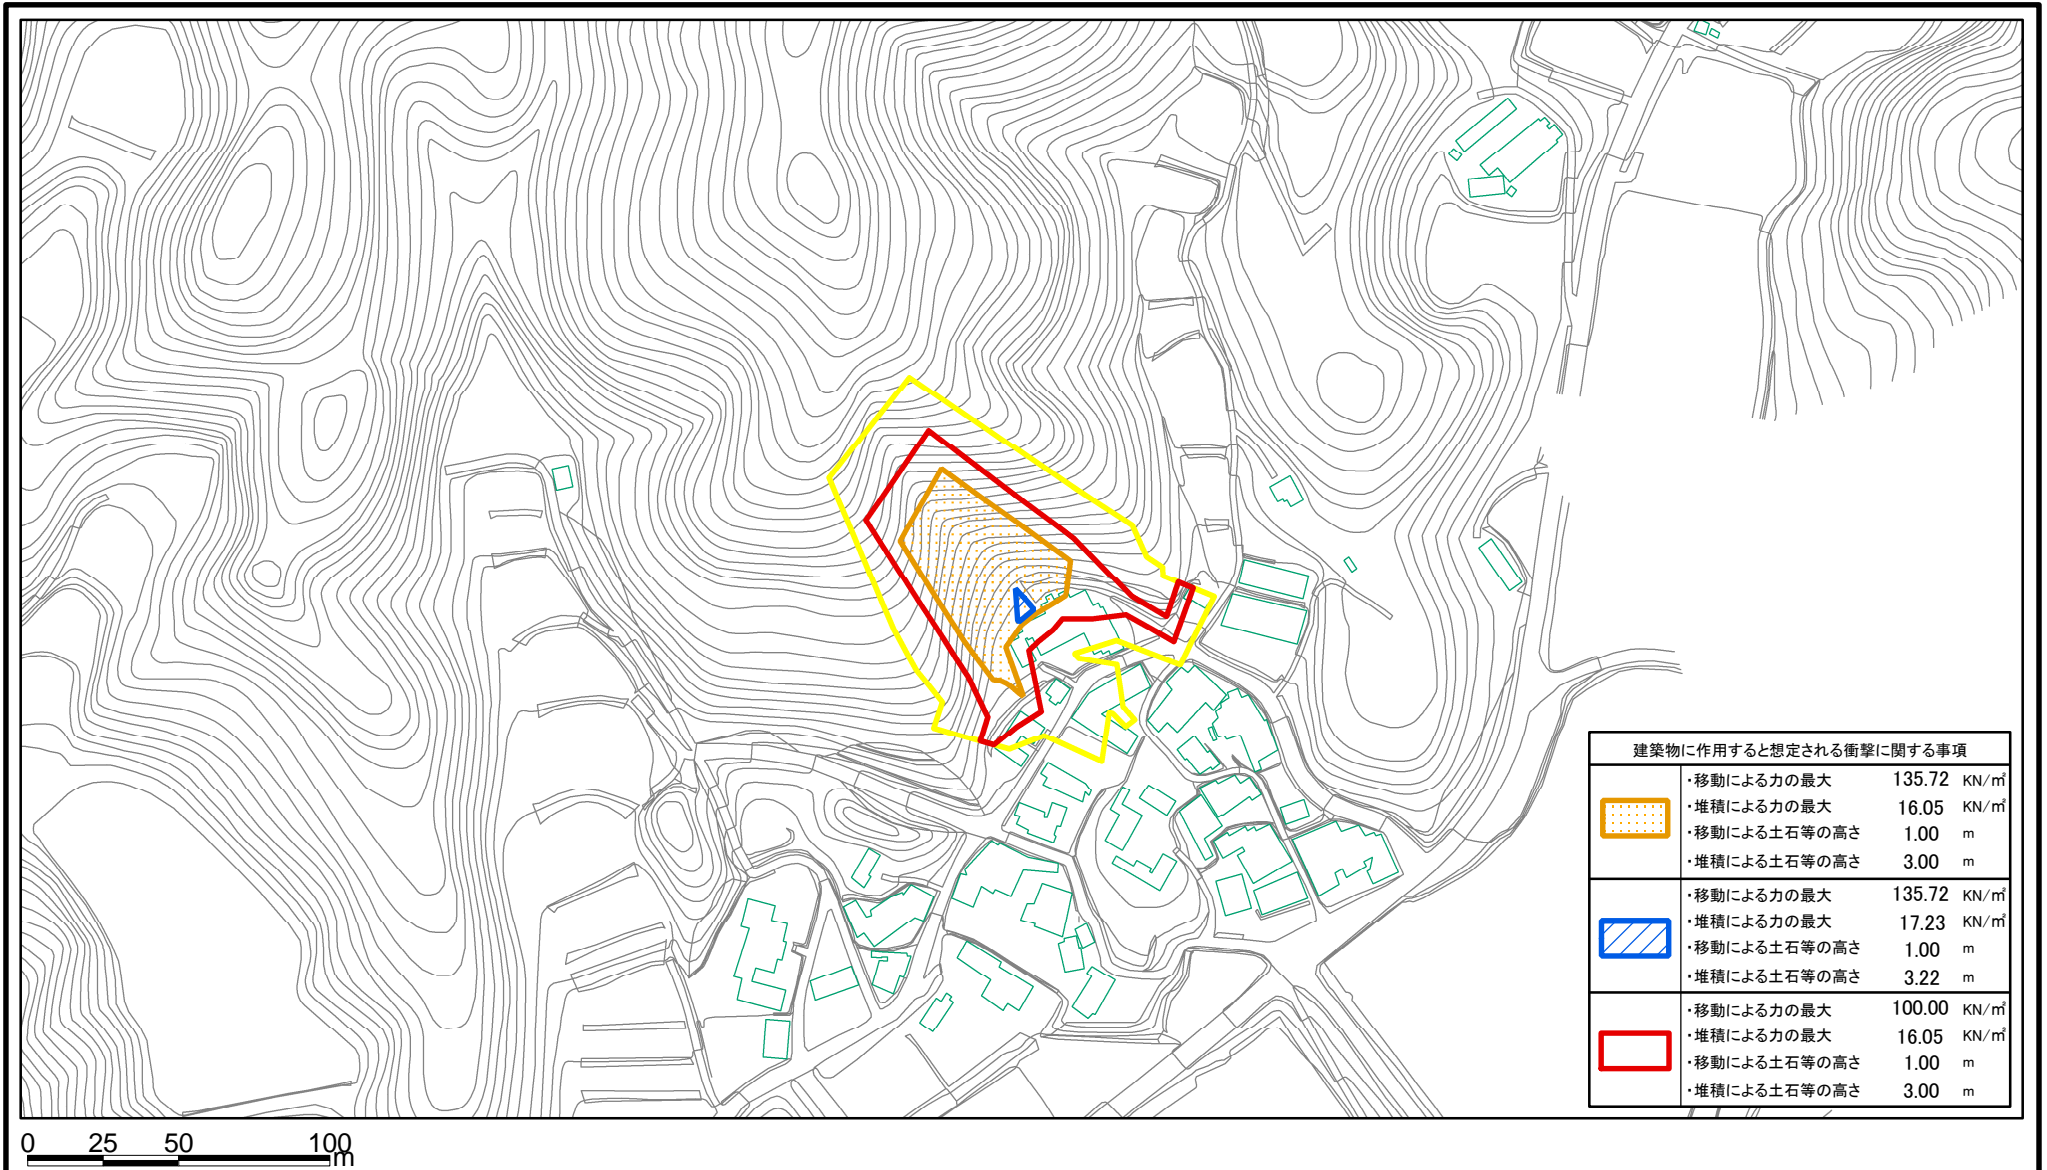 建築物に作用すると想定される衝撃に関する事項
・移動による力の最大 135.72 KN/㎡
・堆積による力の最大 16.05 KN/㎡
・移動による土石等の高さ 1.00 m
・堆積による土石等の高さ 3.00 m
・移動による力の最大 135.72 KN/㎡
・堆積による力の最大 17.23 KN/㎡
・移動による土石等の高さ 1.00 m
・堆積による土石等の高さ 3.22 m
・移動による力の最大 100.00 KN/㎡
・堆積による力の最大 16.05 KN/㎡
・移動による土石等の高さ 1.00 m
・堆積による土石等の高さ 3.00 m
0 25 50 100
m